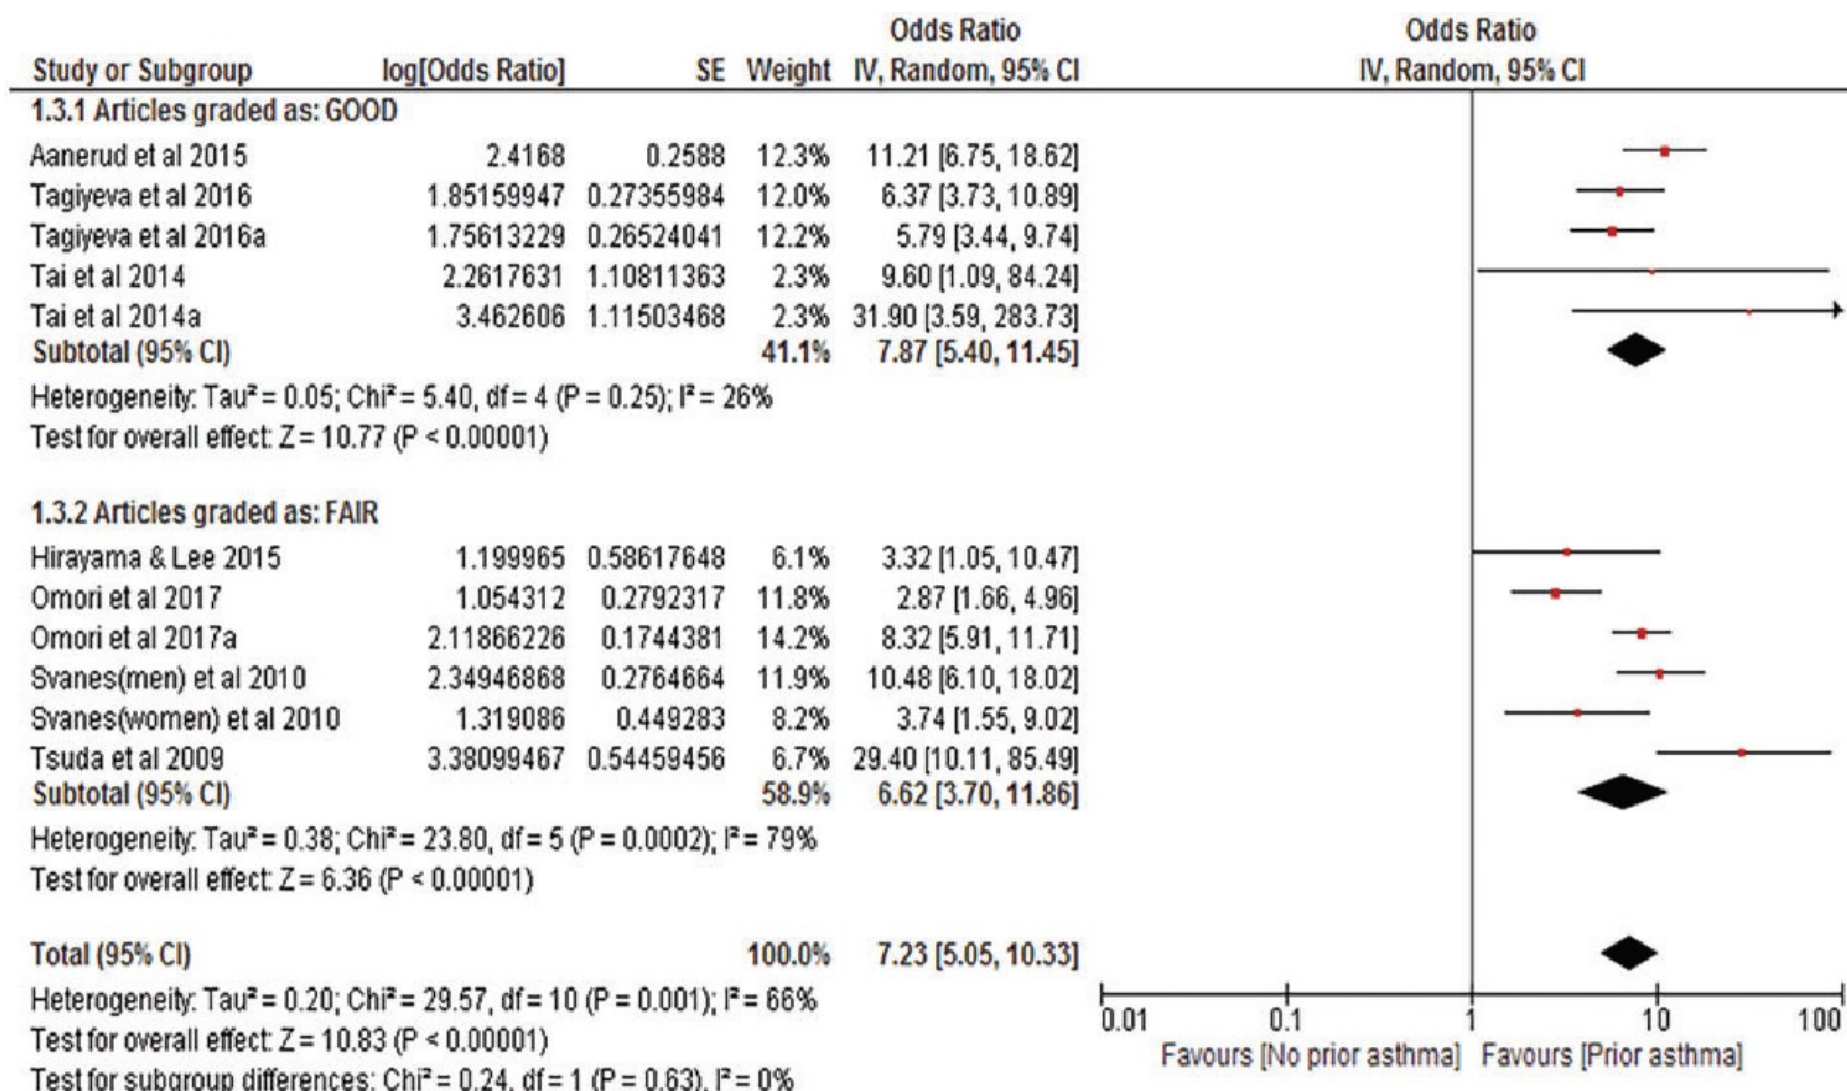 Odds Ratio Odds Ratio
Study or Subgroup log[Odds Ratio] SE Weight IV, Random, 95% CI IV, Random, 95% CI
1.3.1 Articles graded as: GOOD
Aanerud et al 2015 2.4168 0.2588 12.3% 11.21 [6.75, 18.62]
Tagiyeva et al 2016 1.85159947 0.27355984 12.0% 6.37 [3.73, 10.89]
Tagiyeva et al 2016a 1.75613229 0.26524041 12.2% 5.79 [3.44, 9.74]
Tai et al 2014 2.2617631 1.10811363 2.3% 9.60 [1.09, 84.24]
Tai et al 2014a 3.462606 1.11503468 2.3% 31.90 [3.59, 283.73]
Subtotal (95% CI) 41.1% 7.87 [5.40, 11.45]
Heterogeneity: Tau² = 0.05; Chi² = 5.40, df = 4 (P = 0.25); I² = 26%
Test for overall effect: Z = 10.77 (P < 0.00001)
1.3.2 Articles graded as: FAIR
Hirayama & Lee 2015 1.199965 0.58617648 6.1% 3.32 [1.05, 10.47]
Omori et al 2017 1.054312 0.2792317 11.8% 2.87 [1.66, 4.96]
Omori et al 2017a 2.11866226 0.1744381 14.2% 8.32 [5.91, 11.71]
Svanes(men) et al 2010 2.34946868 0.2764664 11.9% 10.48 [6.10, 18.02]
Svanes(women) et al 2010 1.319086 0.449283 8.2% 3.74 [1.55, 9.02]
Tsuda et al 2009 3.38099467 0.54459456 6.7% 29.40 [10.11, 85.49]
Subtotal (95% CI) 58.9% 6.62 [3.70, 11.86]
Heterogeneity: Tau² = 0.38; Chi² = 23.80, df = 5 (P = 0.0002); I² = 79%
Test for overall effect: Z = 6.36 (P < 0.00001)
Total (95% CI) 100.0% 7.23 [5.05, 10.33]
Heterogeneity: Tau² = 0.20; Chi² = 29.57, df = 10 (P = 0.001); I² = 66%
Test for overall effect: Z = 10.83 (P < 0.00001)
Test for subgroup differences: Chi² = 0.24, df = 1 (P = 0.63), I² = 0%
0.01 0.1 1 10 100
Favours [No prior asthma] Favours [Prior asthma]